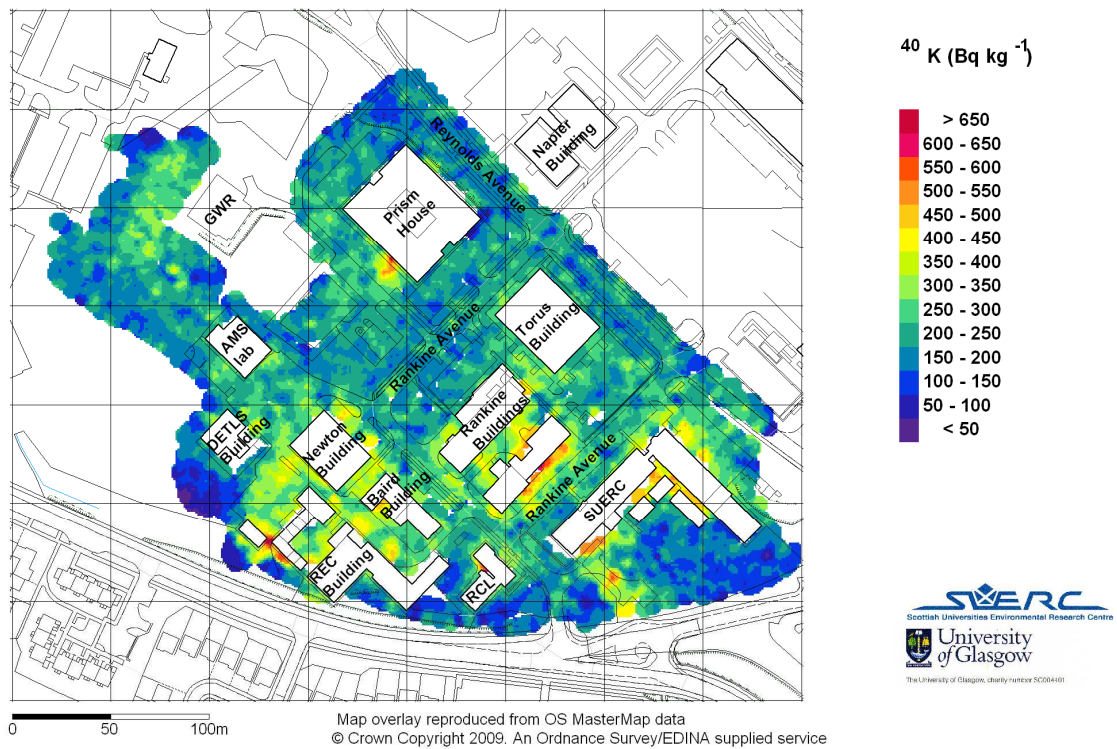 40 K (Bq kg -1)
> 650
600 - 650
550 - 600
500 - 550
450 - 500
400 - 450
350 - 400
300 - 350
250 - 300
200 - 250
150 - 200
100 - 150
50 - 100
< 50
Reynolds Avenue
Napier
Building
GWR
Prism
House
AMS
lab
Rankine Avenue
Torus
Building
DETLS
Building
Newton
Building
Rankine
Buildings
Baird
Building
Rankine Avenue
SUERC
REC
Building
RCL
SUERC
Scottish Universities Environmental Research Centre
University
of Glasgow
The University of Glasgow, charity number SC004401
0 50 100m
Map overlay reproduced from OS MasterMap data
© Crown Copyright 2009. An Ordnance Survey/EDINA supplied service